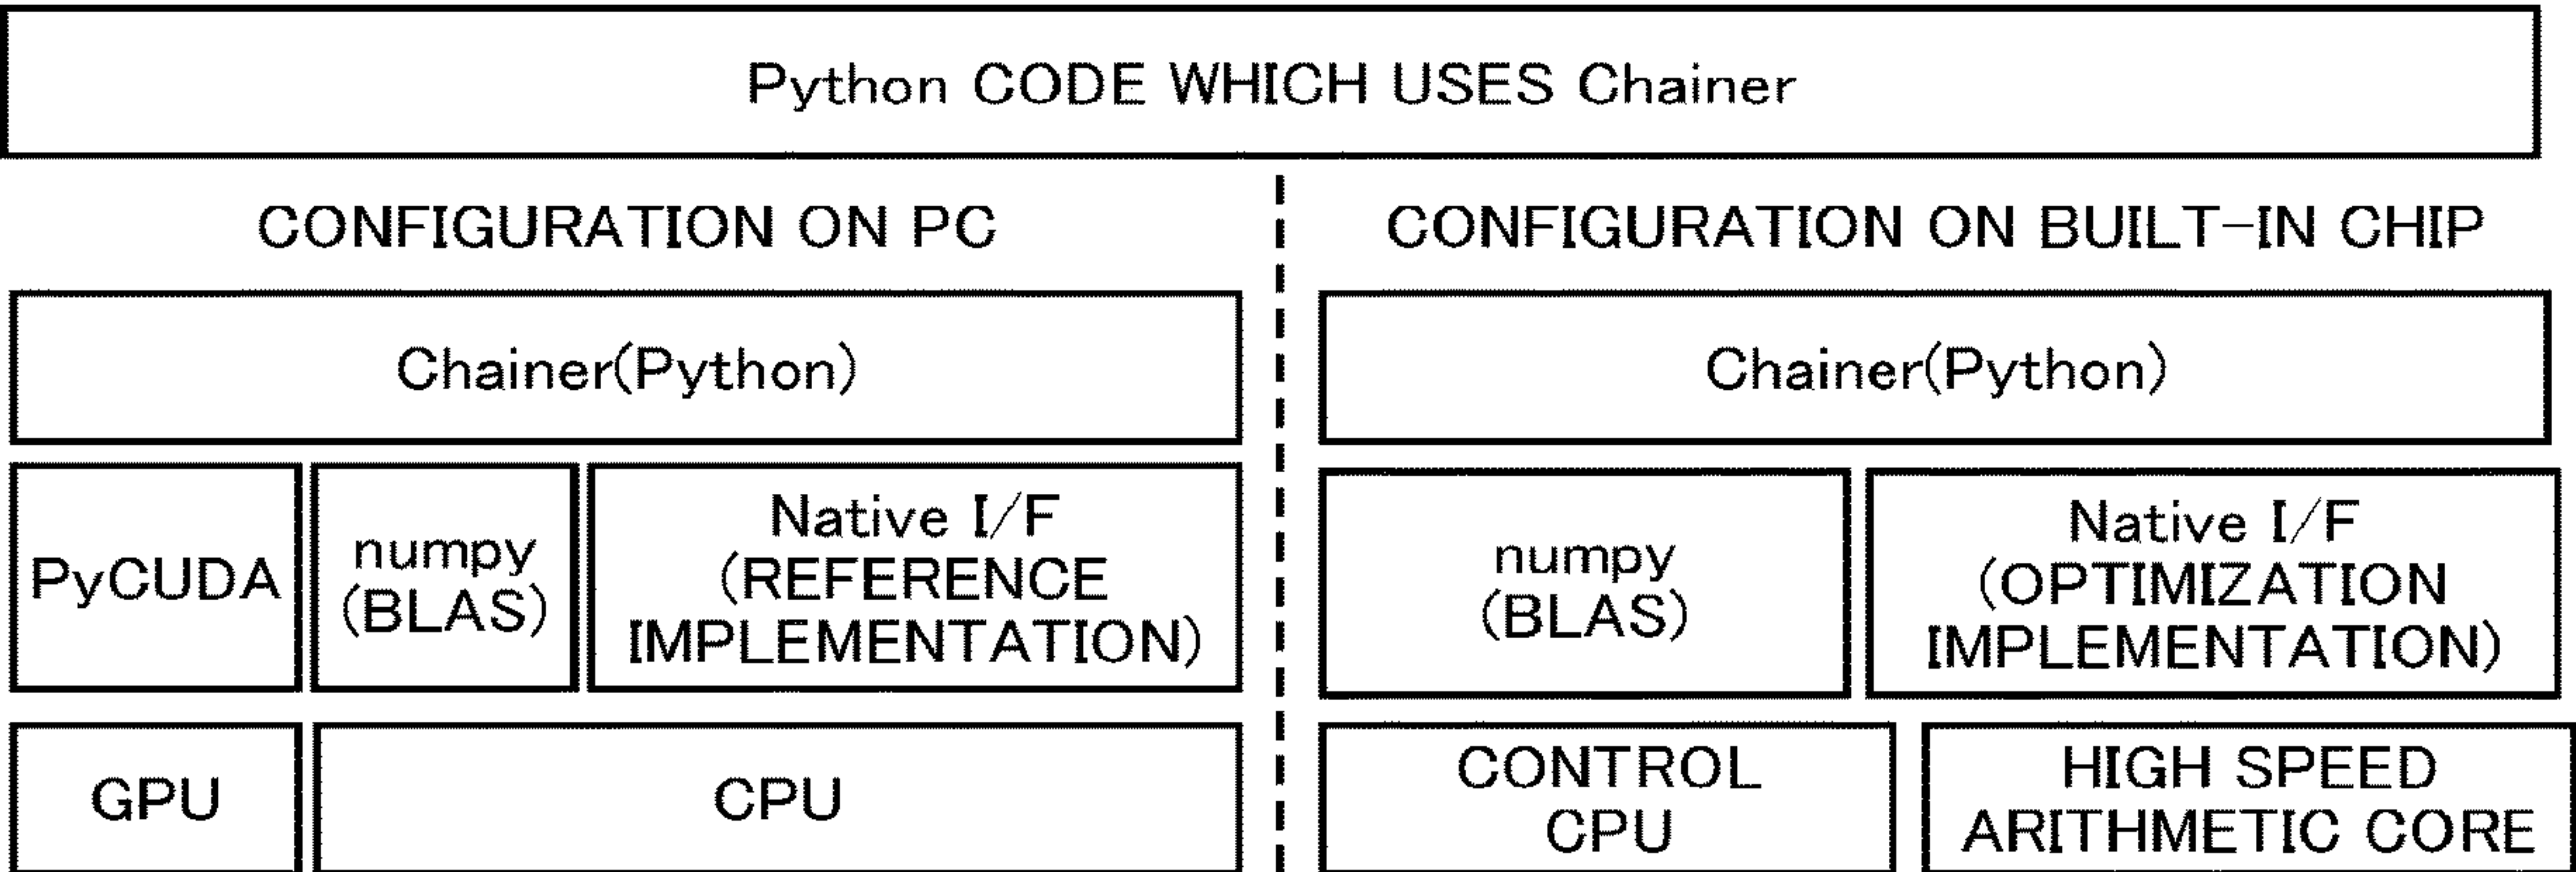 Python CODE WHICH USES Chainer
CONFIGURATION ON PC
CONFIGURATION ON BUILT-IN CHIP
Chainer(Python)
Chainer(Python)
PyCUDA
numpy
(BLAS)
Native I/F
(REFERENCE
IMPLEMENTATION)
numpy
(BLAS)
Native I/F
(OPTIMIZATION
IMPLEMENTATION)
GPU
CPU
CONTROL
CPU
HIGH SPEED
ARITHMETIC CORE